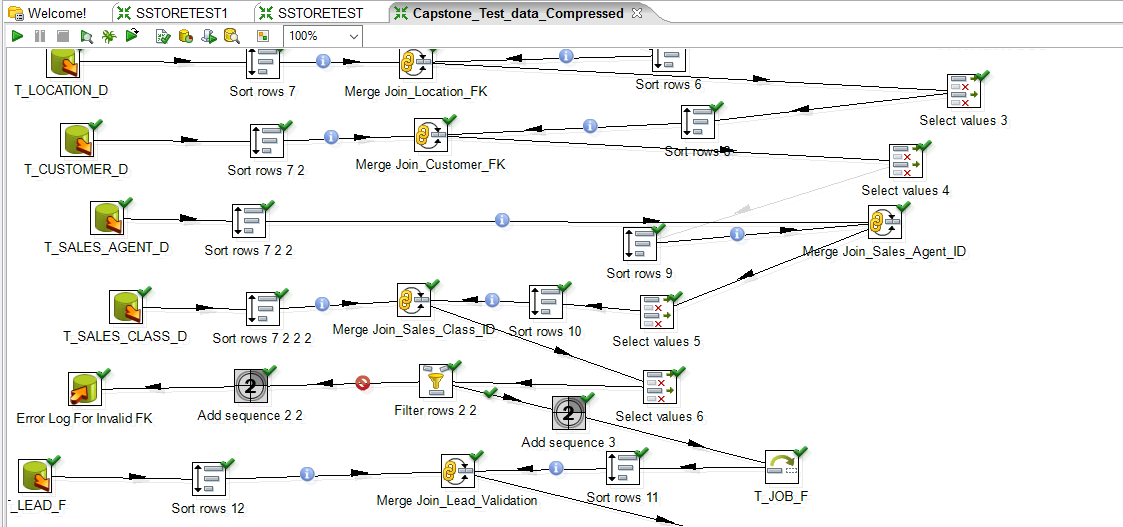 Welcome!
SSTORETEST1
SSTORETEST
Capstone_Test_data_Compressed
100%
T_LOCATION_D
Sort rows 7
Merge Join_Location_FK
Sort rows 6
Select values 3
T_CUSTOMER_D
Sort rows 7 2
Merge Join_Customer_FK
Sort rows 8
Select values 4
T_SALES_AGENT_D
Sort rows 7 2 2
Sort rows 9
Merge Join_Sales_Agent_ID
T_SALES_CLASS_D
Sort rows 7 2 2 2
Merge Join_Sales_Class_ID
Sort rows 10
Select values 5
Error Log For Invalid FK
2
Add sequence 2 2
Filter rows 2 2
2
Add sequence 3
Select values 6
T_LEAD_F
Sort rows 12
Merge Join_Lead_Validation
Sort rows 11
T_JOB_F